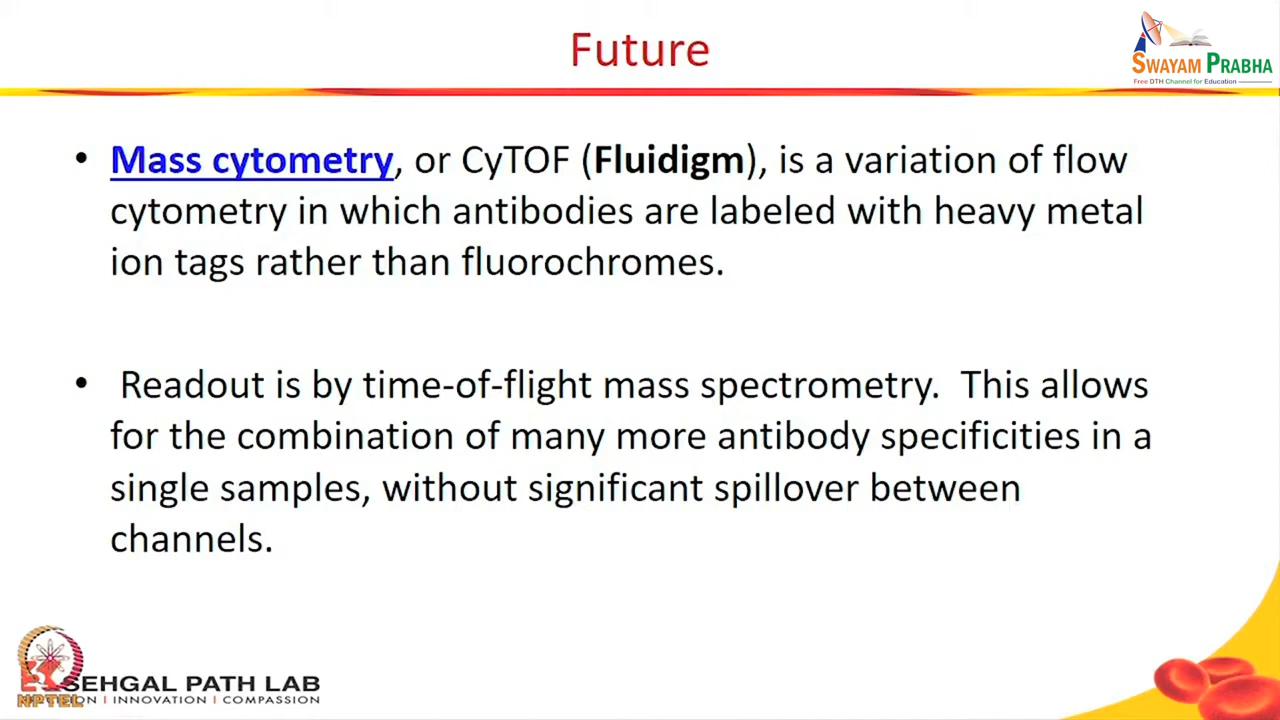 Future
SWAYAM PRABHA
Free DTH Channel for Education
• Mass cytometry, or CyTOF (Fluidigm), is a variation of flow
cytometry in which antibodies are labeled with heavy metal
ion tags rather than fluorochromes.
• Readout is by time-of-flight mass spectrometry. This allows
for the combination of many more antibody specificities in a
single samples, without significant spillover between
channels.
SEHGAL PATH LAB
INNOVATION | COMPASSION
NPTEL